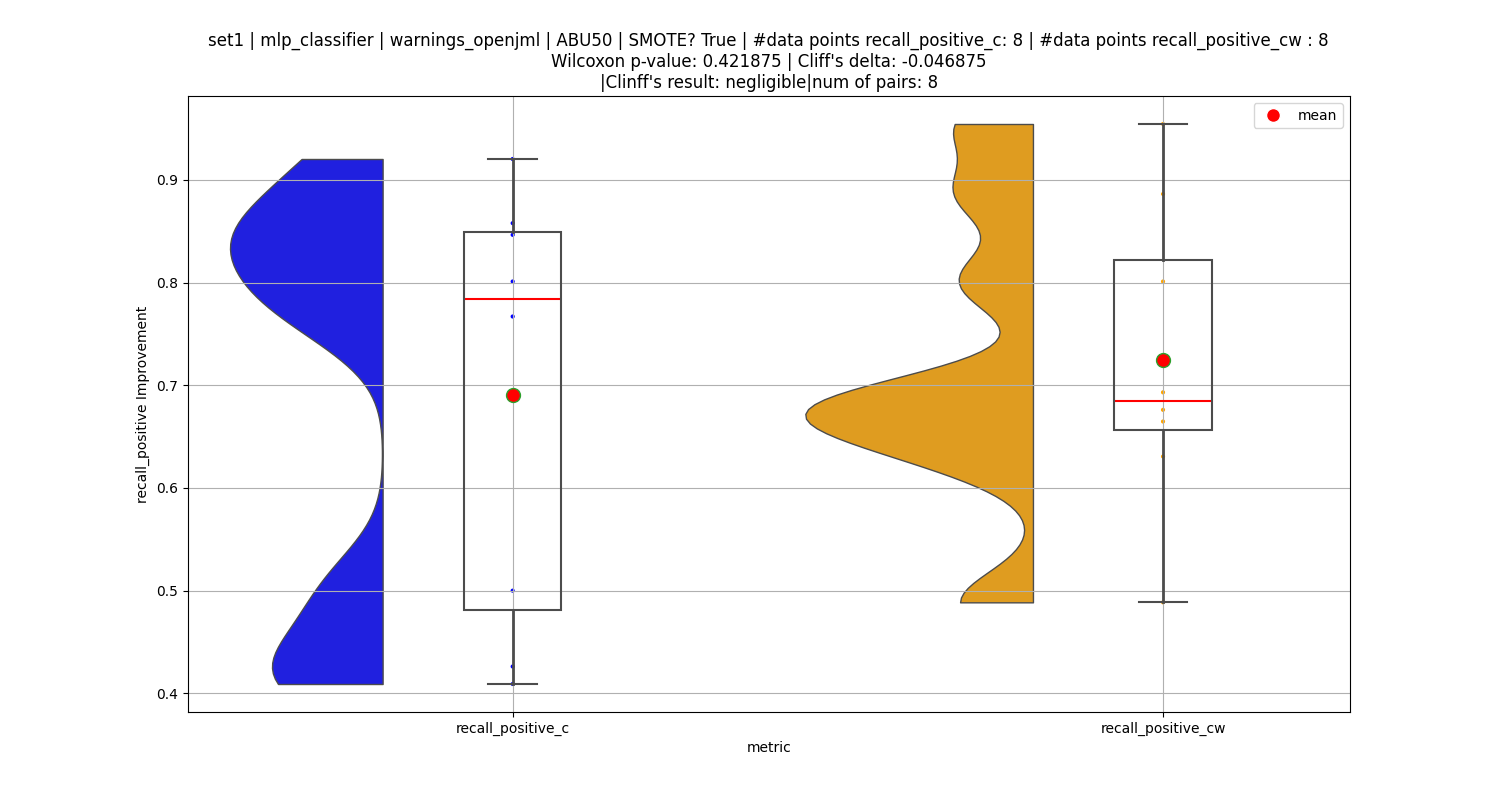 set1 | mlp_classifier | warnings_openjml | ABU50 | SMOTE? True | #data points recall_positive_c: 8 | #data points recall_positive_cw : 8
Wilcoxon p-value: 0.421875 | Cliff's delta: -0.046875
|Clinff's result: negligible|num of pairs: 8
mean
0.9
0.8
0.7
0.6
0.5
0.4
recall_positive Improvement
recall_positive_c
recall_positive_cw
metric